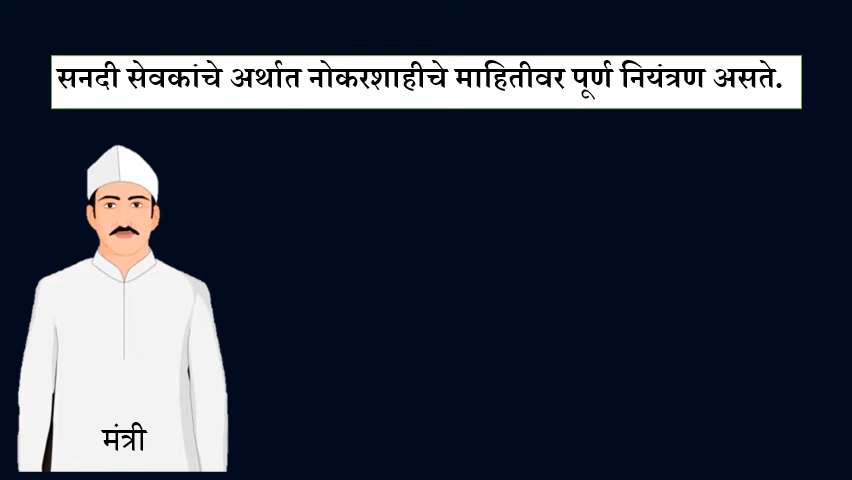 सनदी सेवकांचे अर्थात नोकरशाहीचे माहितीवर पूर्ण नियंत्रण असते.
मंत्री